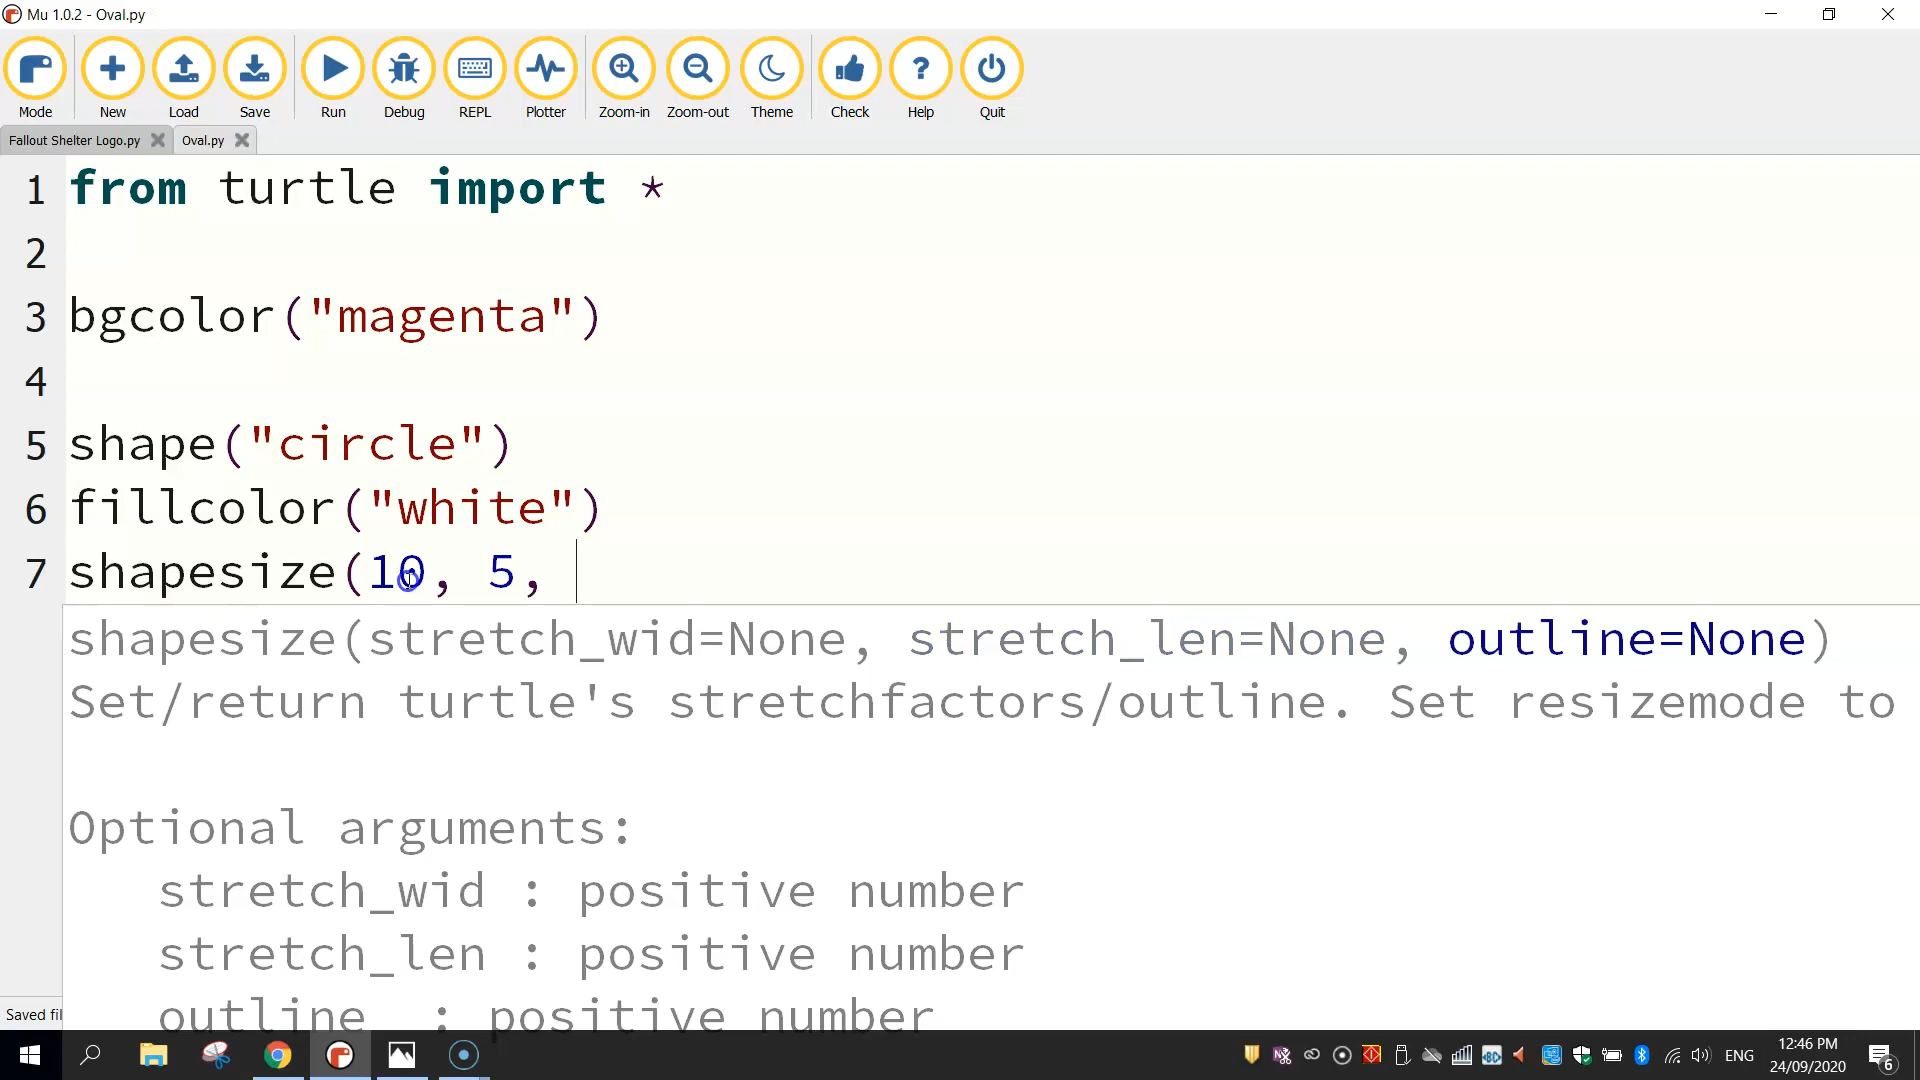 Mu 1.0.2 - Oval.py
Mode New Load Save Run Debug REPL Plotter Zoom-in Zoom-out Theme Check Help Quit
Fallout Shelter Logo.py Oval.py
1 from turtle import *
2
3 bgcolor("magenta")
4
5 shape("circle")
6 fillcolor("white")
7 shapesize(10, 5,
shapesize(stretch_wid=None, stretch_len=None, outline=None)
Set/return turtle's stretchfactors/outline. Set resizemode to
Optional arguments:
stretch_wid : positive number
stretch_len : positive number
outline : positive number
Saved fil
ENG
12:46 PM
24/09/2020
6